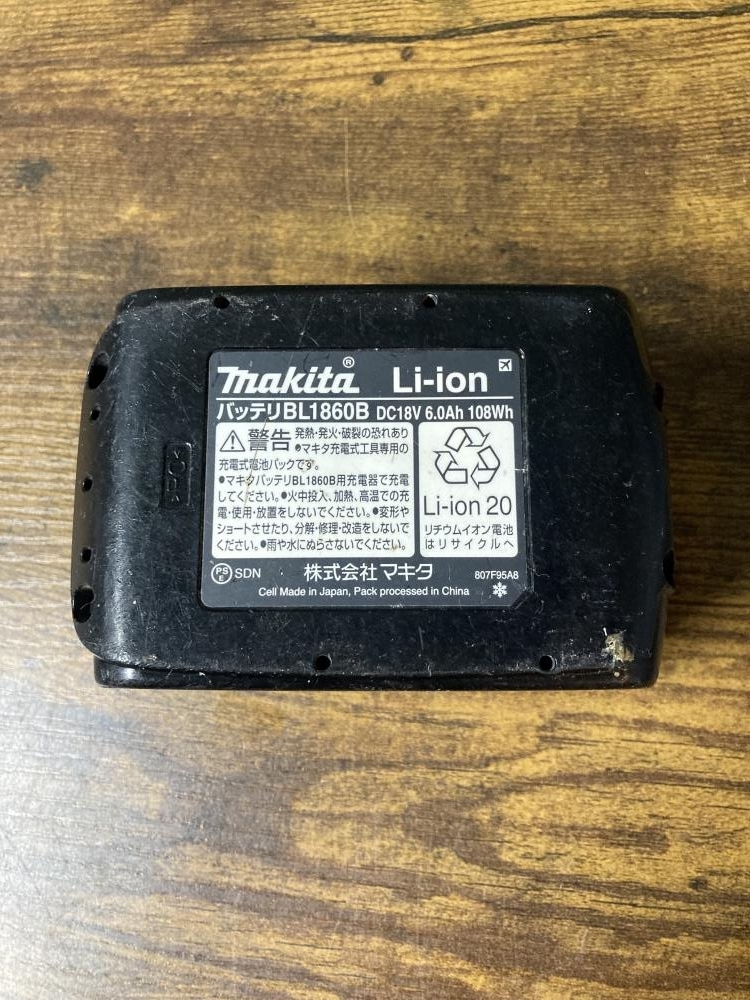 makita® Li-ion
バッテリBL1860B DC18V 6.0Ah 108Wh
警告 発熱・発火・破裂の恐れあり
●マキタ充電式工具専用の
充電式電池パックです。
●マキタバッテリBL1860B用充電器で充電
してください。●火中投入、加熱、高温での充
電・使用・放置をしないでください。●変形や
ショートさせたり、分解・修理・改造をしないで
ください。●雨や水にぬらさないでください。
Li-ion 20
リチウムイオン電池
はリサイクルへ
PSE SDN 株式会社マキタ 807F95A8
Cell Made in Japan, Pack processed in China